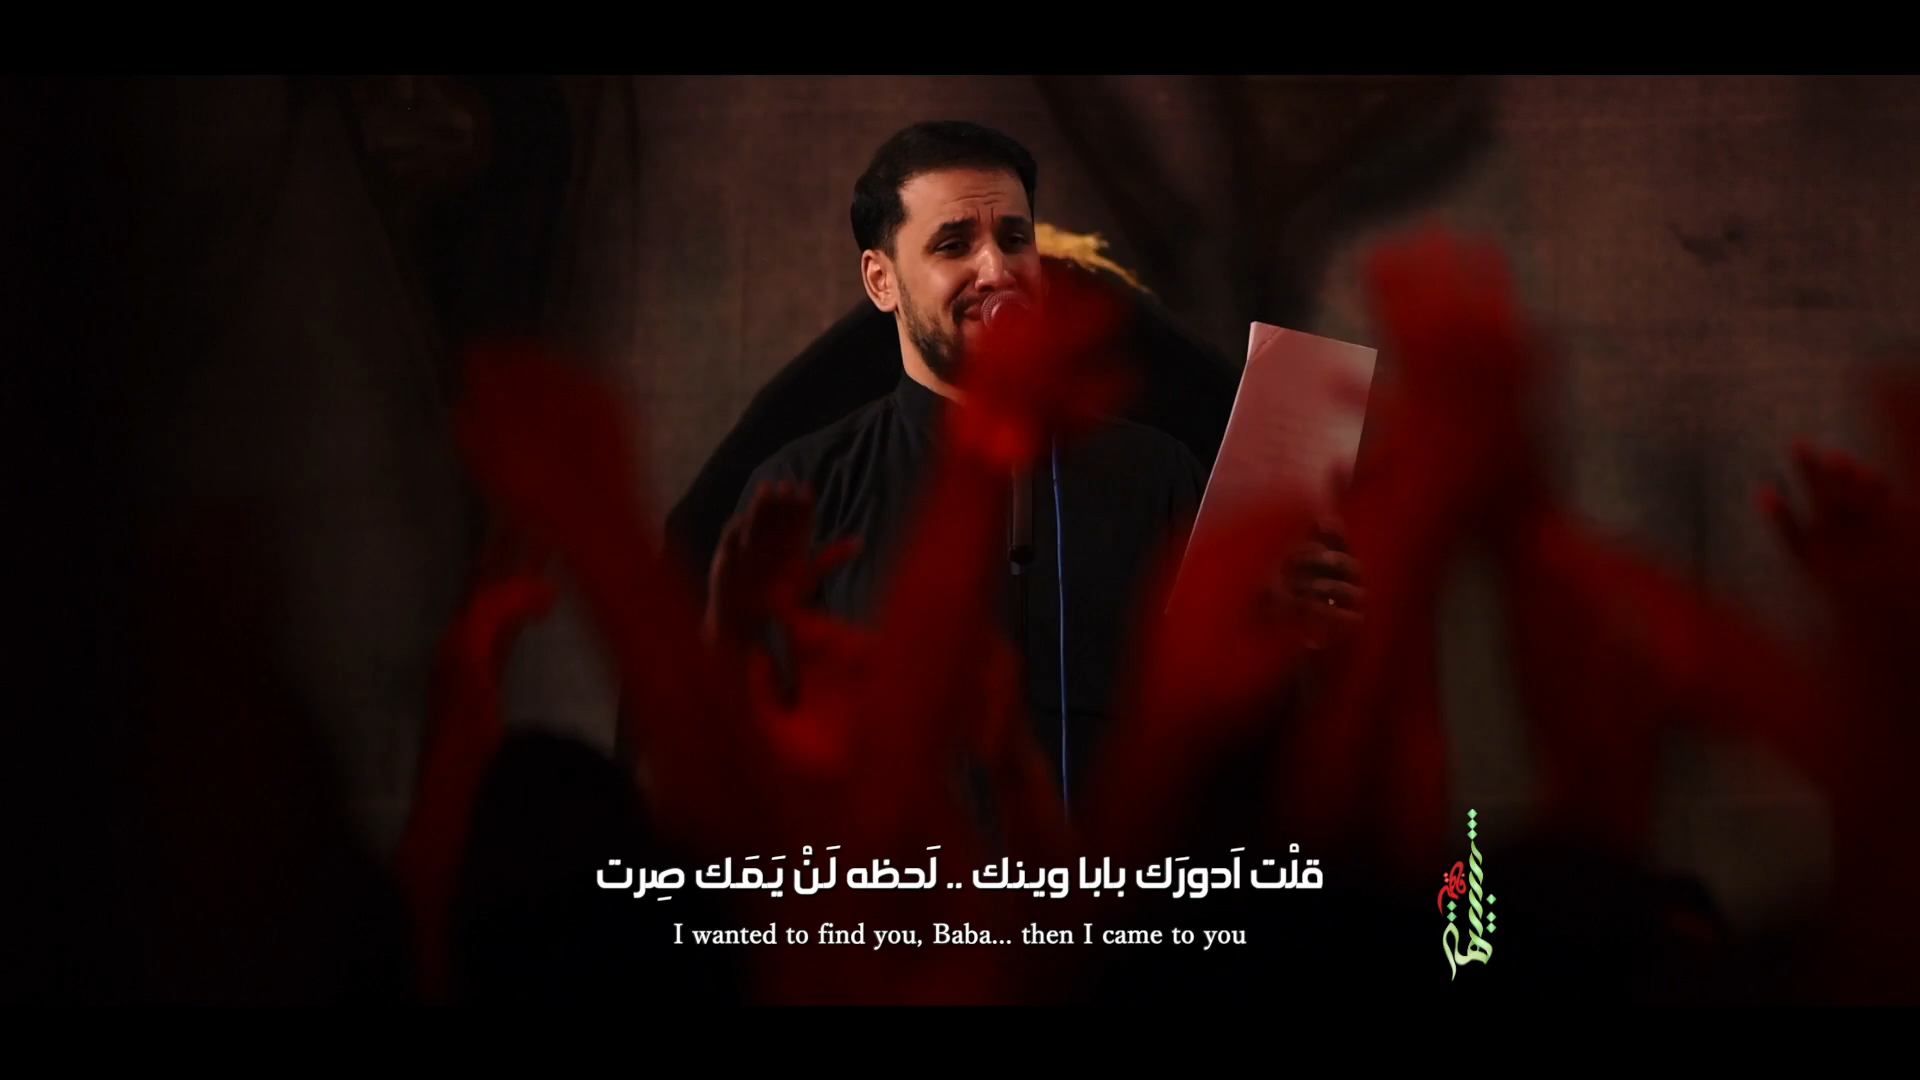 قلْت اَدورَك بابا وينك .. لَحظه لَنْ يَمَك صِرت
I wanted to find you, Baba... then I came to you